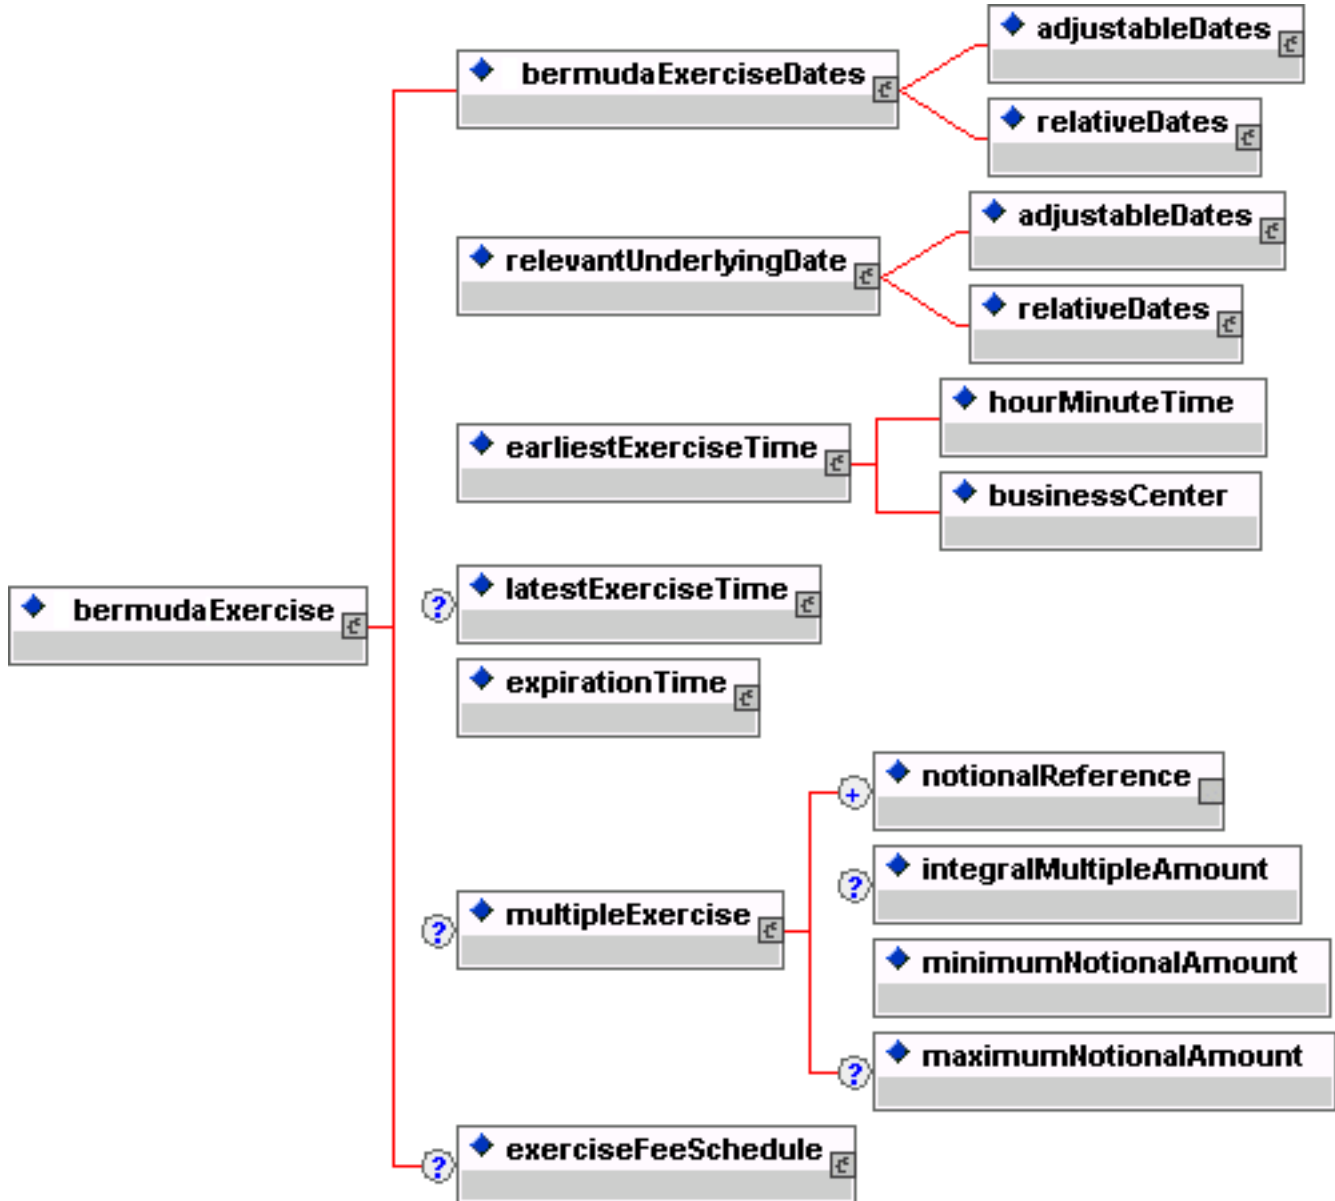 adjustableDates
bermudaExerciseDates
relativeDates
adjustableDates
relevantUnderlyingDate
relativeDates
hourMinuteTime
earliestExerciseTime
businessCenter
? latestExerciseTime
bermudaExercise
expirationTime
+ notionalReference
? integralMultipleAmount
? multipleExercise
minimumNotionalAmount
? maximumNotionalAmount
? exerciseFeeSchedule